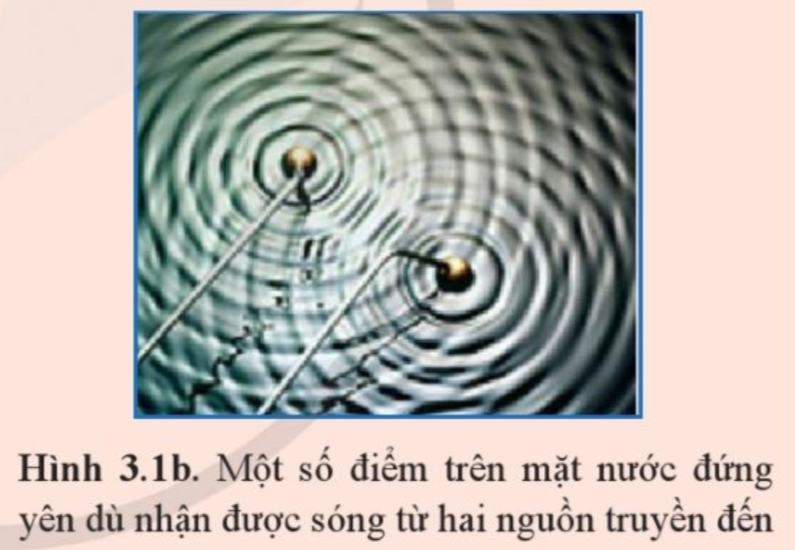 Hình 3.1b. Một số điểm trên mặt nước đứng
yên dù nhận được sóng từ hai nguồn truyền đến